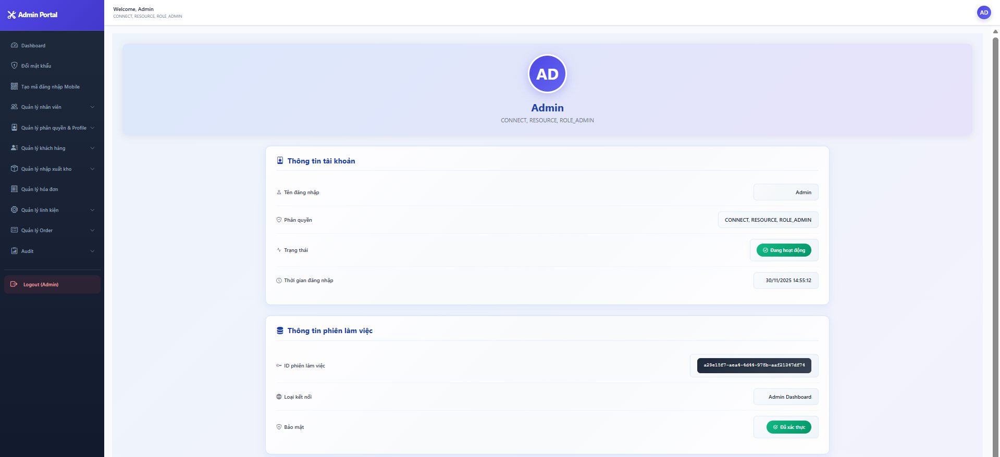 Admin Portal
Welcome, Admin
CONNECT, RESOURCE, ROLE_ADMIN
AD
Dashboard
Đổi mật khẩu
Tạo mã đăng nhập Mobile
Quản lý nhân viên
Quản lý phân quyền & Profile
Quản lý khách hàng
Quản lý nhập xuất kho
Quản lý hóa đơn
Quản lý linh kiện
Quản lý Order
Audit
Logout (Admin)
AD
Admin
CONNECT, RESOURCE, ROLE_ADMIN
Thông tin tài khoản
Tên đăng nhập
Admin
Phân quyền
CONNECT, RESOURCE, ROLE_ADMIN
Trạng thái
Đang hoạt động
Thời gian đăng nhập
30/11/2025 14:55:12
Thông tin phiên làm việc
ID phiên làm việc
a29e15f7-aea4-4d44-978b-aaf21347df74
Loại kết nối
Admin Dashboard
Bảo mật
Đã xác thực